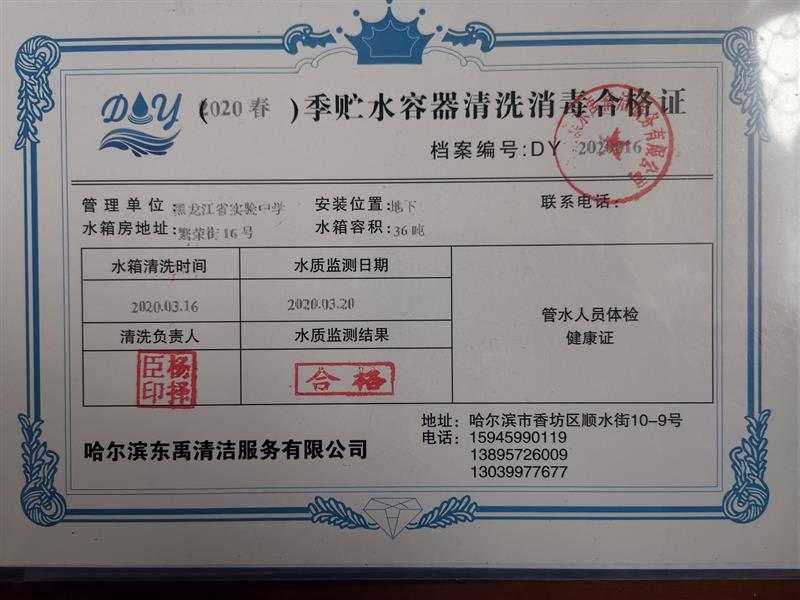 DY
(2020春)季贮水容器清洗消毒合格证
档案编号:DY 2020016
管理单位:黑龙江省实验中学 安装位置:地下 联系电话:
水箱房地址:繁荣街16号 水箱容积:36吨
水箱清洗时间 水质监测日期
2020.03.16 2020.03.20
管水人员体检
健康证
清洗负责人 水质监测结果
杨择臣印 合格
地址: 哈尔滨市香坊区顺水街10-9号
哈尔滨东禹清洁服务有限公司 电话: 15945990119
13895726009
13039977677